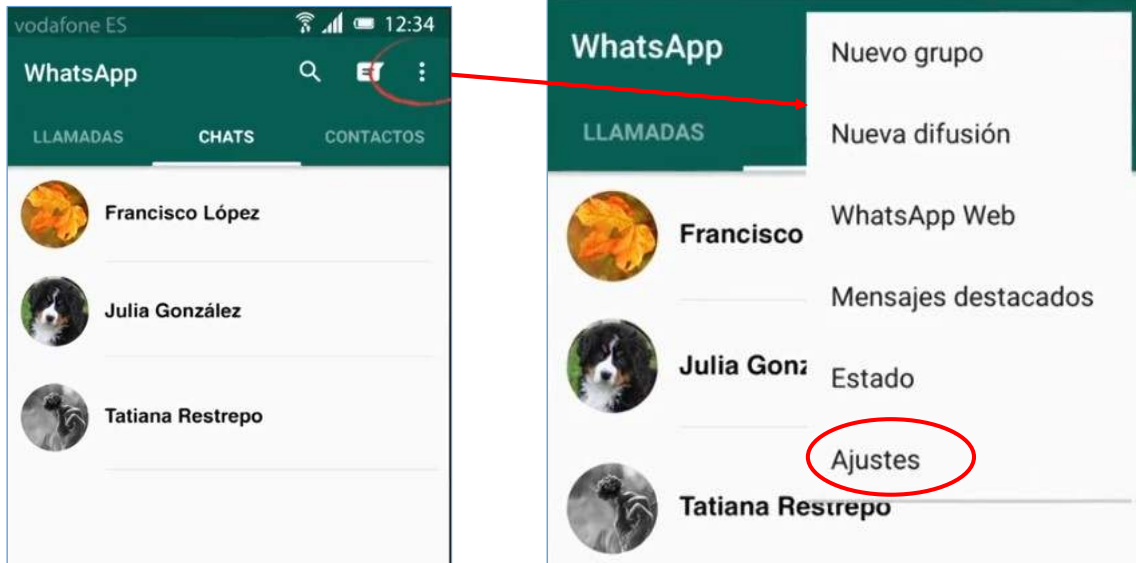 vodafone ES 12:34
WhatsApp
LLAMADAS CHATS CONTACTOS
Francisco López
Julia González
Tatiana Restrepo
WhatsApp
LLAMADAS
Francisco
Julia Gonz
Tatiana Restrepo
Nuevo grupo
Nueva difusión
WhatsApp Web
Mensajes destacados
Estado
Ajustes